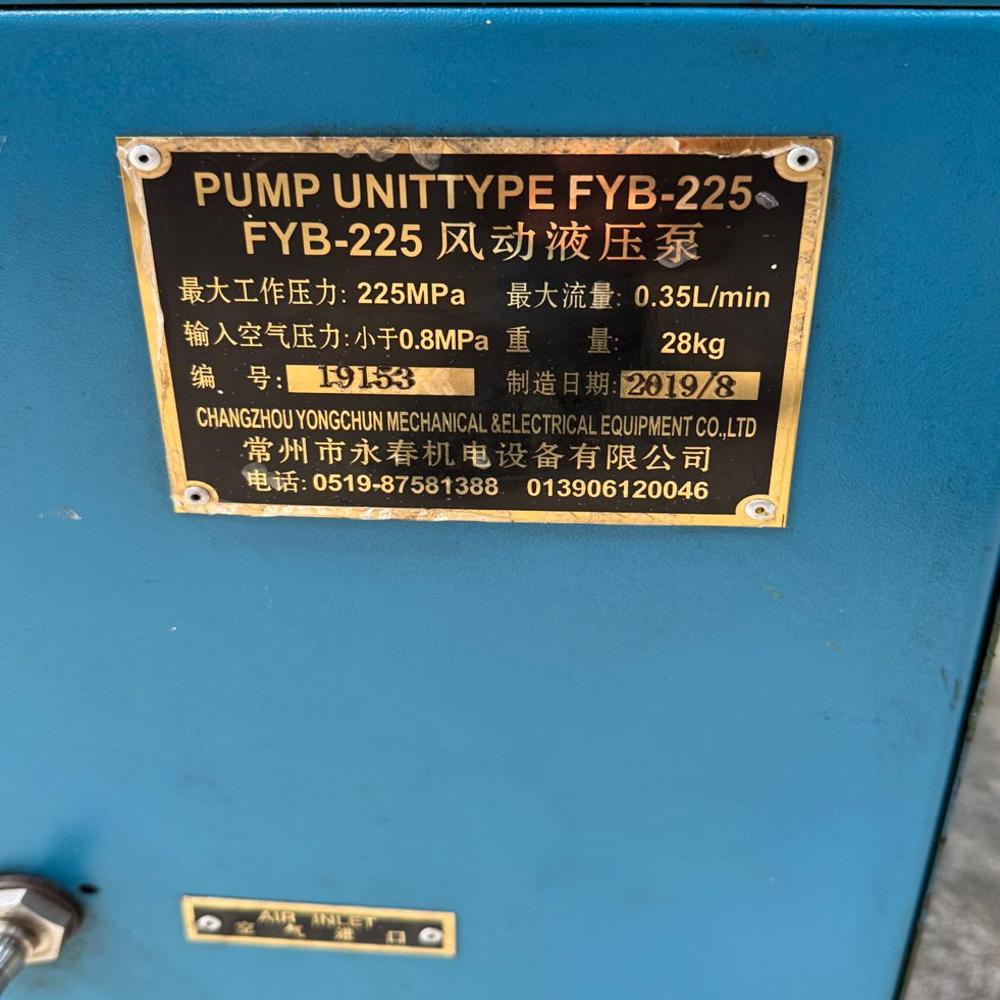 PUMP UNITTYPE FYB-225
FYB-225 风动液压泵
最大工作压力: 225MPa 最大流量: 0.35L/min
输入空气压力: 小于0.8MPa 重 量: 28kg
编 号: 19153 制造日期: 2019/8
CHANGZHOU YONGCHUN MECHANICAL &ELECTRICAL EQUIPMENT CO.,LTD
常州市永春机电设备有限公司
电话: 0519-87581388 013906120046
AIR INLET
空气进口